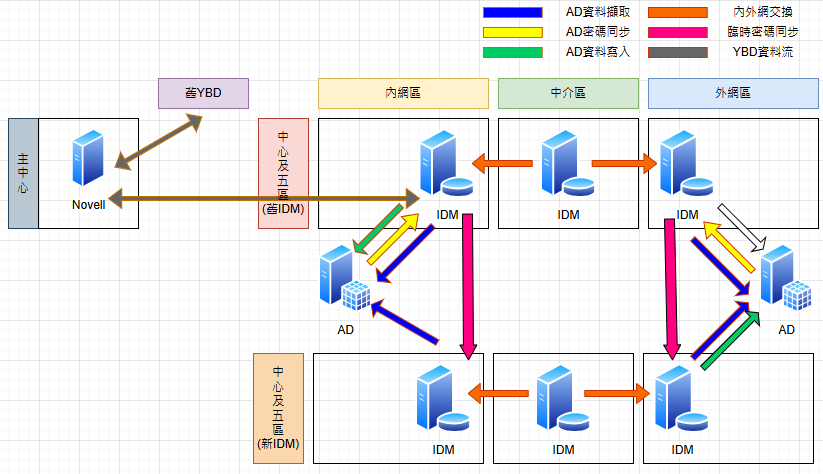 AD資料擷取
內外網交換
AD密碼同步
臨時密碼同步
AD資料寫入
YBD資料流
舊YBD
內網區
中介區
外網區
主中心
Novell
中心及五區
(舊IDM)
IDM
IDM
IDM
AD
AD
中心及五區
(新IDM)
IDM
IDM
IDM